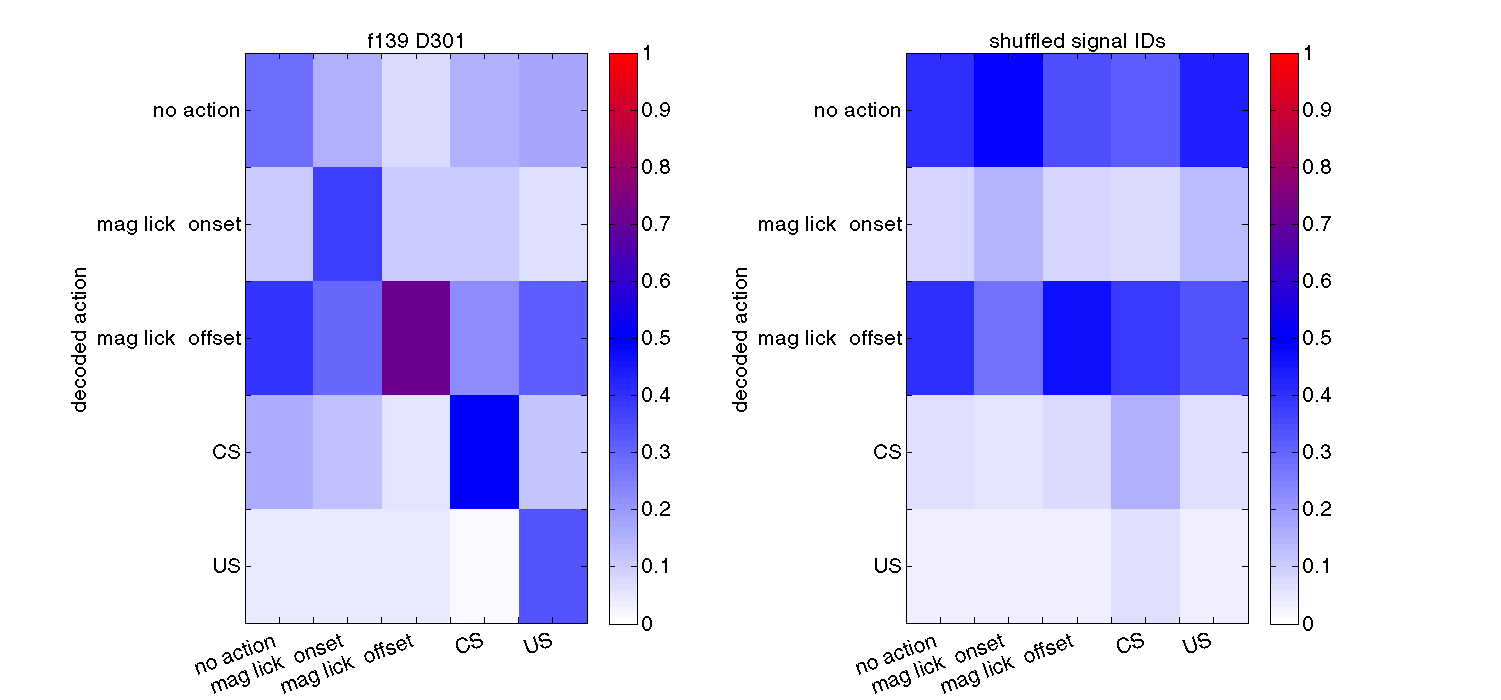 f139 D301
no action
mag lick  onset
mag lick  offset
CS
US
decoded action
no action
mag lick  onset
mag lick  offset
CS
US
1
0.9
0.8
0.7
0.6
0.5
0.4
0.3
0.2
0.1
0
shuffled signal IDs
no action
mag lick  onset
mag lick  offset
CS
US
decoded action
no action
mag lick  onset
mag lick  offset
CS
US
1
0.9
0.8
0.7
0.6
0.5
0.4
0.3
0.2
0.1
0